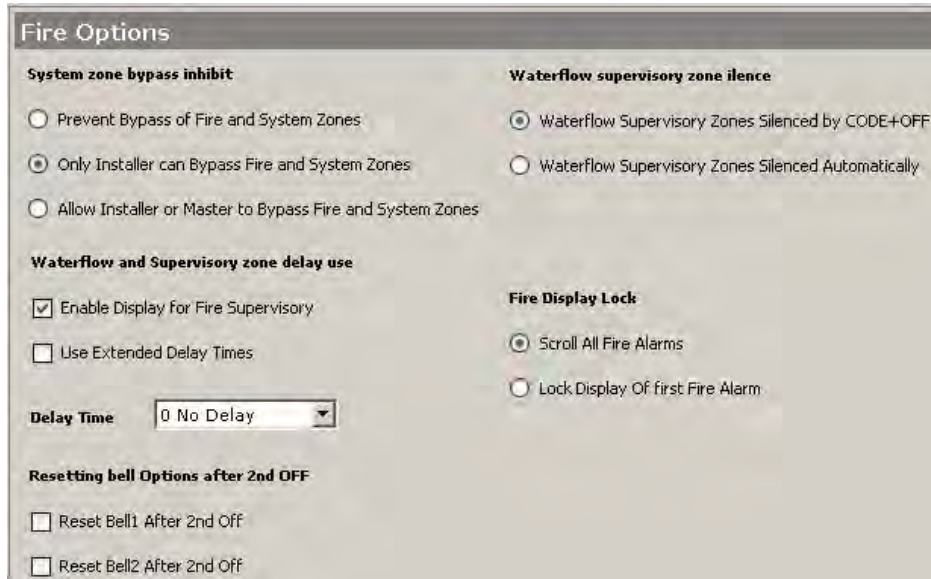 Fire Options
System zone bypass inhibit
Prevent Bypass of Fire and System Zones
Only Installer can Bypass Fire and System Zones
Allow Installer or Master to Bypass Fire and System Zones
Waterflow and Supervisory zone delay use
Enable Display for Fire Supervisory
Use Extended Delay Times
Delay Time 0 No Delay
Resetting bell Options after 2nd OFF
Reset Bell1 After 2nd Off
Reset Bell2 After 2nd Off
Waterflow supervisory zone ilence
Waterflow Supervisory Zones Silenced by CODE+OFF
Waterflow Supervisory Zones Silenced Automatically
Fire Display Lock
Scroll All Fire Alarms
Lock Display Of first Fire Alarm